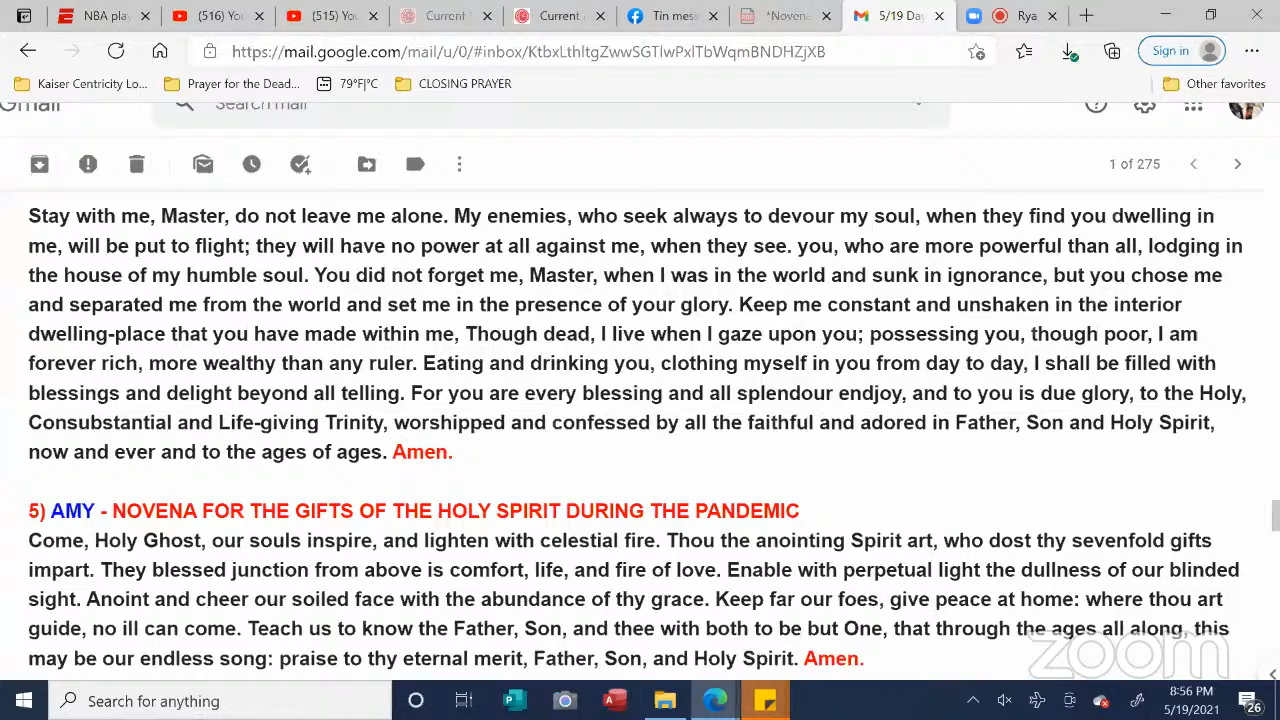 NBA play
(516) You
(515) You
Current
Current
Tin mess
*Novena
5/19 Day
Rya
https://mail.google.com/mail/u/0/#inbox/KtbxLthltgZwwSGTlwPxlTbWqmBNDHZjXB
Sign in
Kaiser Centricity Lo...
Prayer for the Dead...
79°F|°C
CLOSING PRAYER
Other favorites
Gmail
Search mail
1 of 275
Stay with me, Master, do not leave me alone. My enemies, who seek always to devour my soul, when they find you dwelling in
me, will be put to flight; they will have no power at all against me, when they see. you, who are more powerful than all, lodging in
the house of my humble soul. You did not forget me, Master, when I was in the world and sunk in ignorance, but you chose me
and separated me from the world and set me in the presence of your glory. Keep me constant and unshaken in the interior
dwelling-place that you have made within me, Though dead, I live when I gaze upon you; possessing you, though poor, I am
forever rich, more wealthy than any ruler. Eating and drinking you, clothing myself in you from day to day, I shall be filled with
blessings and delight beyond all telling. For you are every blessing and all splendour endjoy, and to you is due glory, to the Holy,
Consubstantial and Life-giving Trinity, worshipped and confessed by all the faithful and adored in Father, Son and Holy Spirit,
now and ever and to the ages of ages. Amen.
5) AMY - NOVENA FOR THE GIFTS OF THE HOLY SPIRIT DURING THE PANDEMIC
Come, Holy Ghost, our souls inspire, and lighten with celestial fire. Thou the anointing Spirit art, who dost thy sevenfold gifts
impart. They blessed junction from above is comfort, life, and fire of love. Enable with perpetual light the dullness of our blinded
sight. Anoint and cheer our soiled face with the abundance of thy grace. Keep far our foes, give peace at home: where thou art
guide, no ill can come. Teach us to know the Father, Son, and thee with both to be but One, that through the ages all along, this
may be our endless song: praise to thy eternal merit, Father, Son, and Holy Spirit. Amen.
zoom
Search for anything
8:56 PM
5/19/2021
26